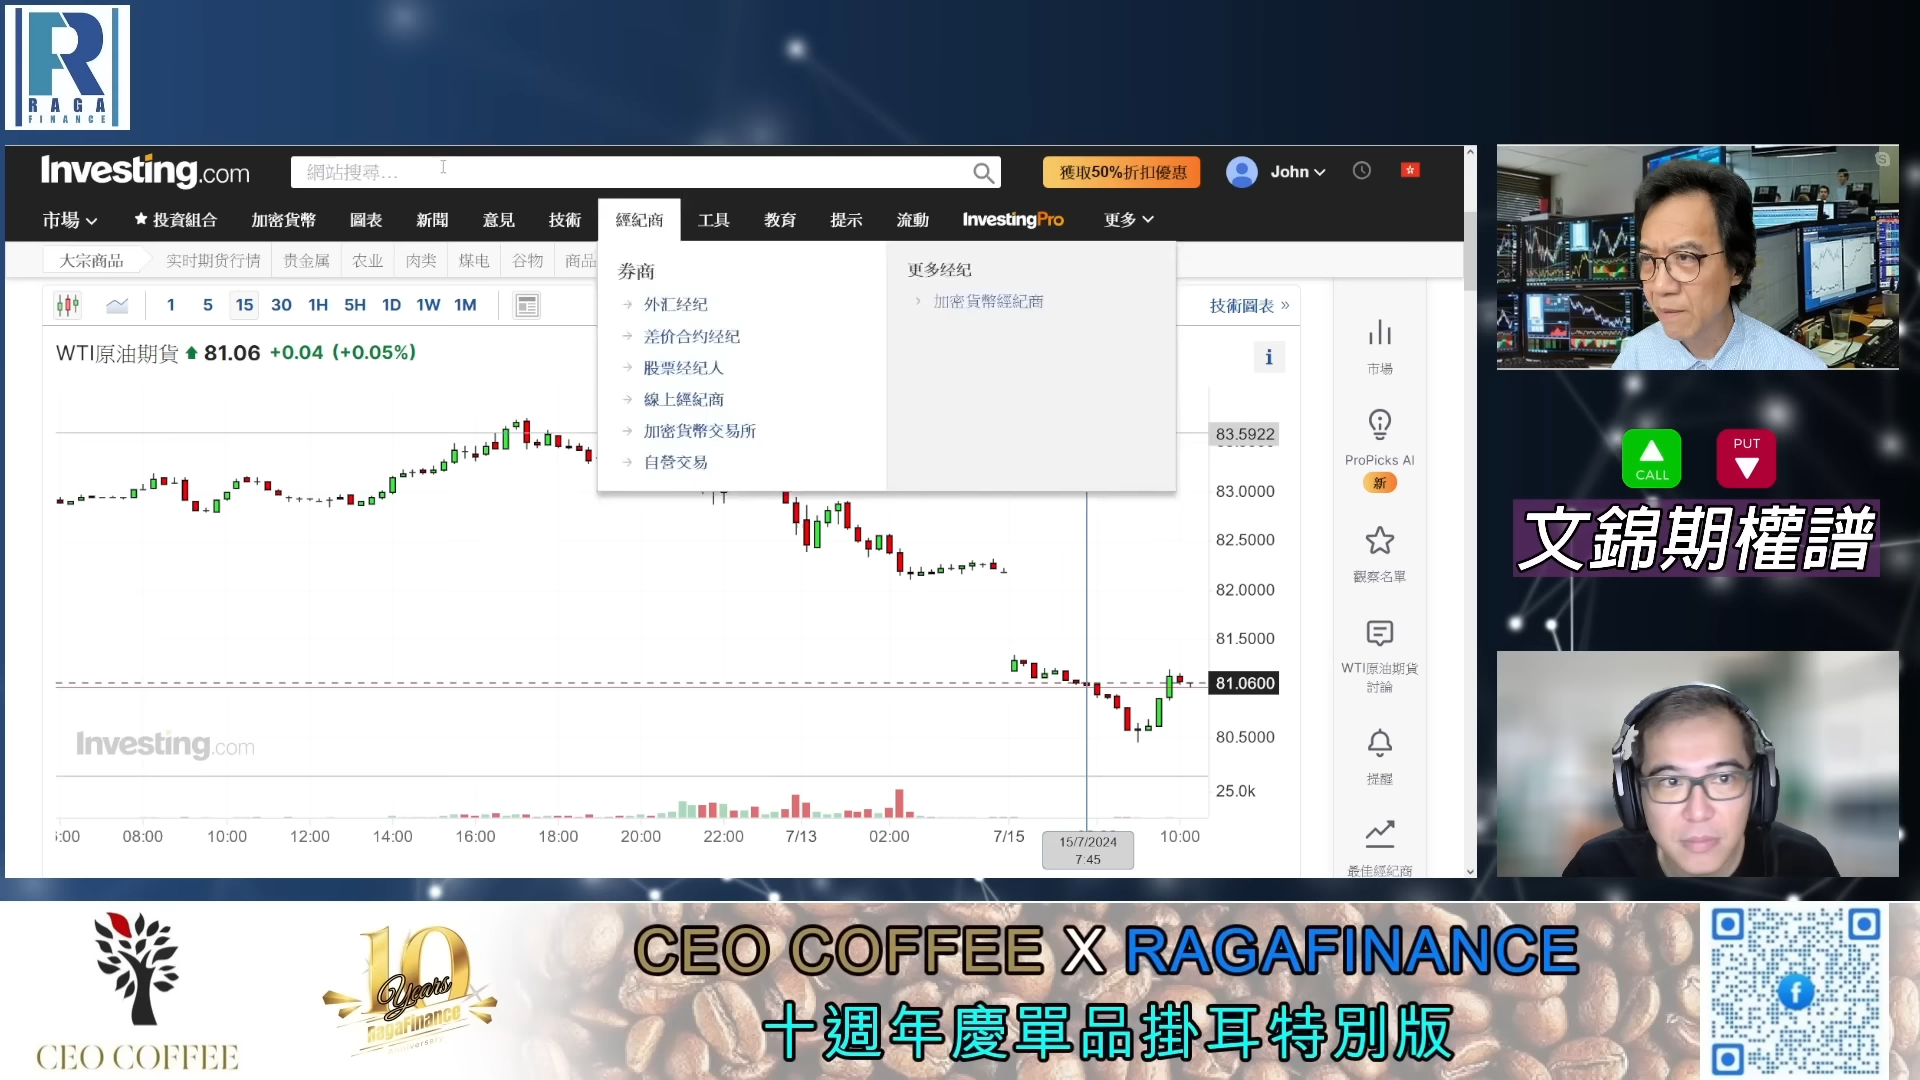 RAGA
FINANCE
Investing.com
網站搜尋...
獲取50%折扣優惠
John
市場
投資組合
加密貨幣
圖表
新聞
意見
技術
經紀商
工具
教育
提示
流動
InvestingPro
更多
大宗商品
实时期货行情
贵金属
农业
肉类
煤电
谷物
商品
券商
外汇经纪
差价合约经纪
股票经纪人
線上經紀商
加密貨幣交易所
自營交易
更多经纪
加密貨幣經紀商
1 5 15 30 1H 5H 1D 1W 1M
技術圖表 »
WTI原油期貨 81.06 +0.04 (+0.05%)
i
83.5922
83.0000
82.5000
82.0000
81.5000
81.0600
80.5000
25.0k
Investing.com
:00 08:00 10:00 12:00 14:00 16:00 18:00 20:00 22:00 7/13 02:00 7/15 10:00
15/7/2024
7:45
市場
ProPicks AI
新
觀察名單
WTI原油期貨
討論
提醒
最佳經紀商
CALL
PUT
文錦期權譜
CEO COFFEE
10
Years
RagaFinance
anniversary
CEO COFFEE X RAGAFINANCE
十週年慶單品掛耳特別版